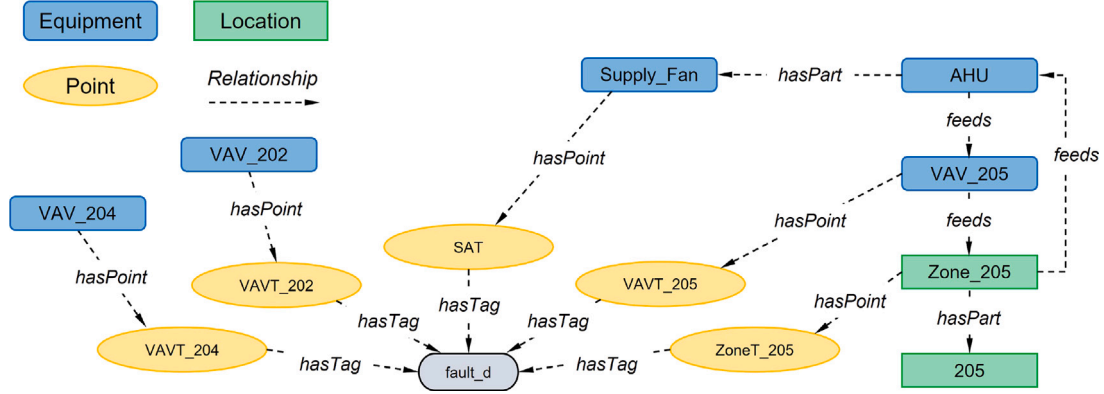 Equipment
Location
Point
Relationship
Supply_Fan
hasPart
AHU
feeds
feeds
VAV_202
hasPoint
VAV_205
VAV_204
hasPoint
hasPoint
feeds
SAT
hasPoint
VAVT_202
VAVT_205
Zone_205
hasTag
hasPoint
hasTag
hasTag
hasPart
VAVT_204
ZoneT_205
hasTag
hasTag
fault_d
205